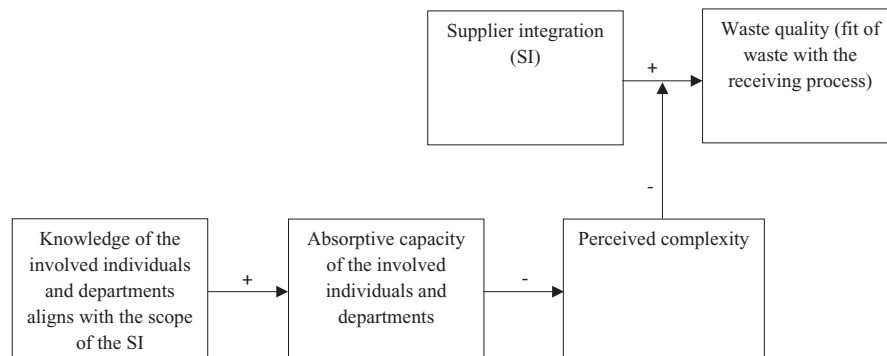 Supplier integration
(SI)
+
Waste quality (fit of
waste with the
receiving process)
-
Knowledge of the
involved individuals
and departments
aligns with the scope
of the SI
+
Absorptive capacity
of the involved
individuals and
departments
-
Perceived complexity